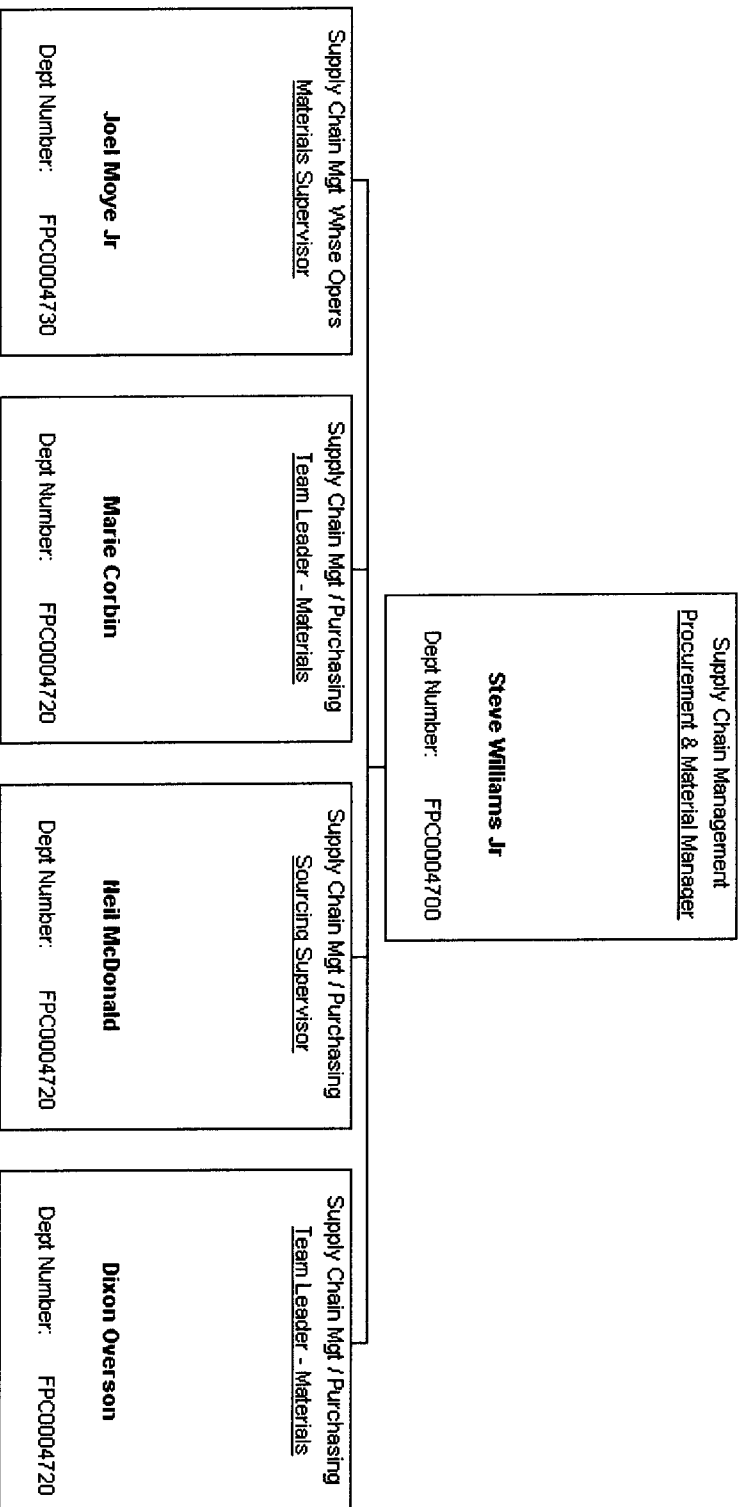 Supply Chain Management
Procurement & Material Manager
Steve Williams Jr
Dept Number: FPC0004700
Supply Chain Mgt Whse Opers
Materials Supervisor
Joel Moye Jr
Dept Number: FPC0004730
Supply Chain Mgt / Purchasing
Team Leader - Materials
Marie Corbin
Dept Number: FPC0004720
Supply Chain Mgt / Purchasing
Sourcing Supervisor
Neil McDonald
Dept Number: FPC0004720
Supply Chain Mgt / Purchasing
Team Leader - Materials
Dixon Overson
Dept Number: FPC0004720